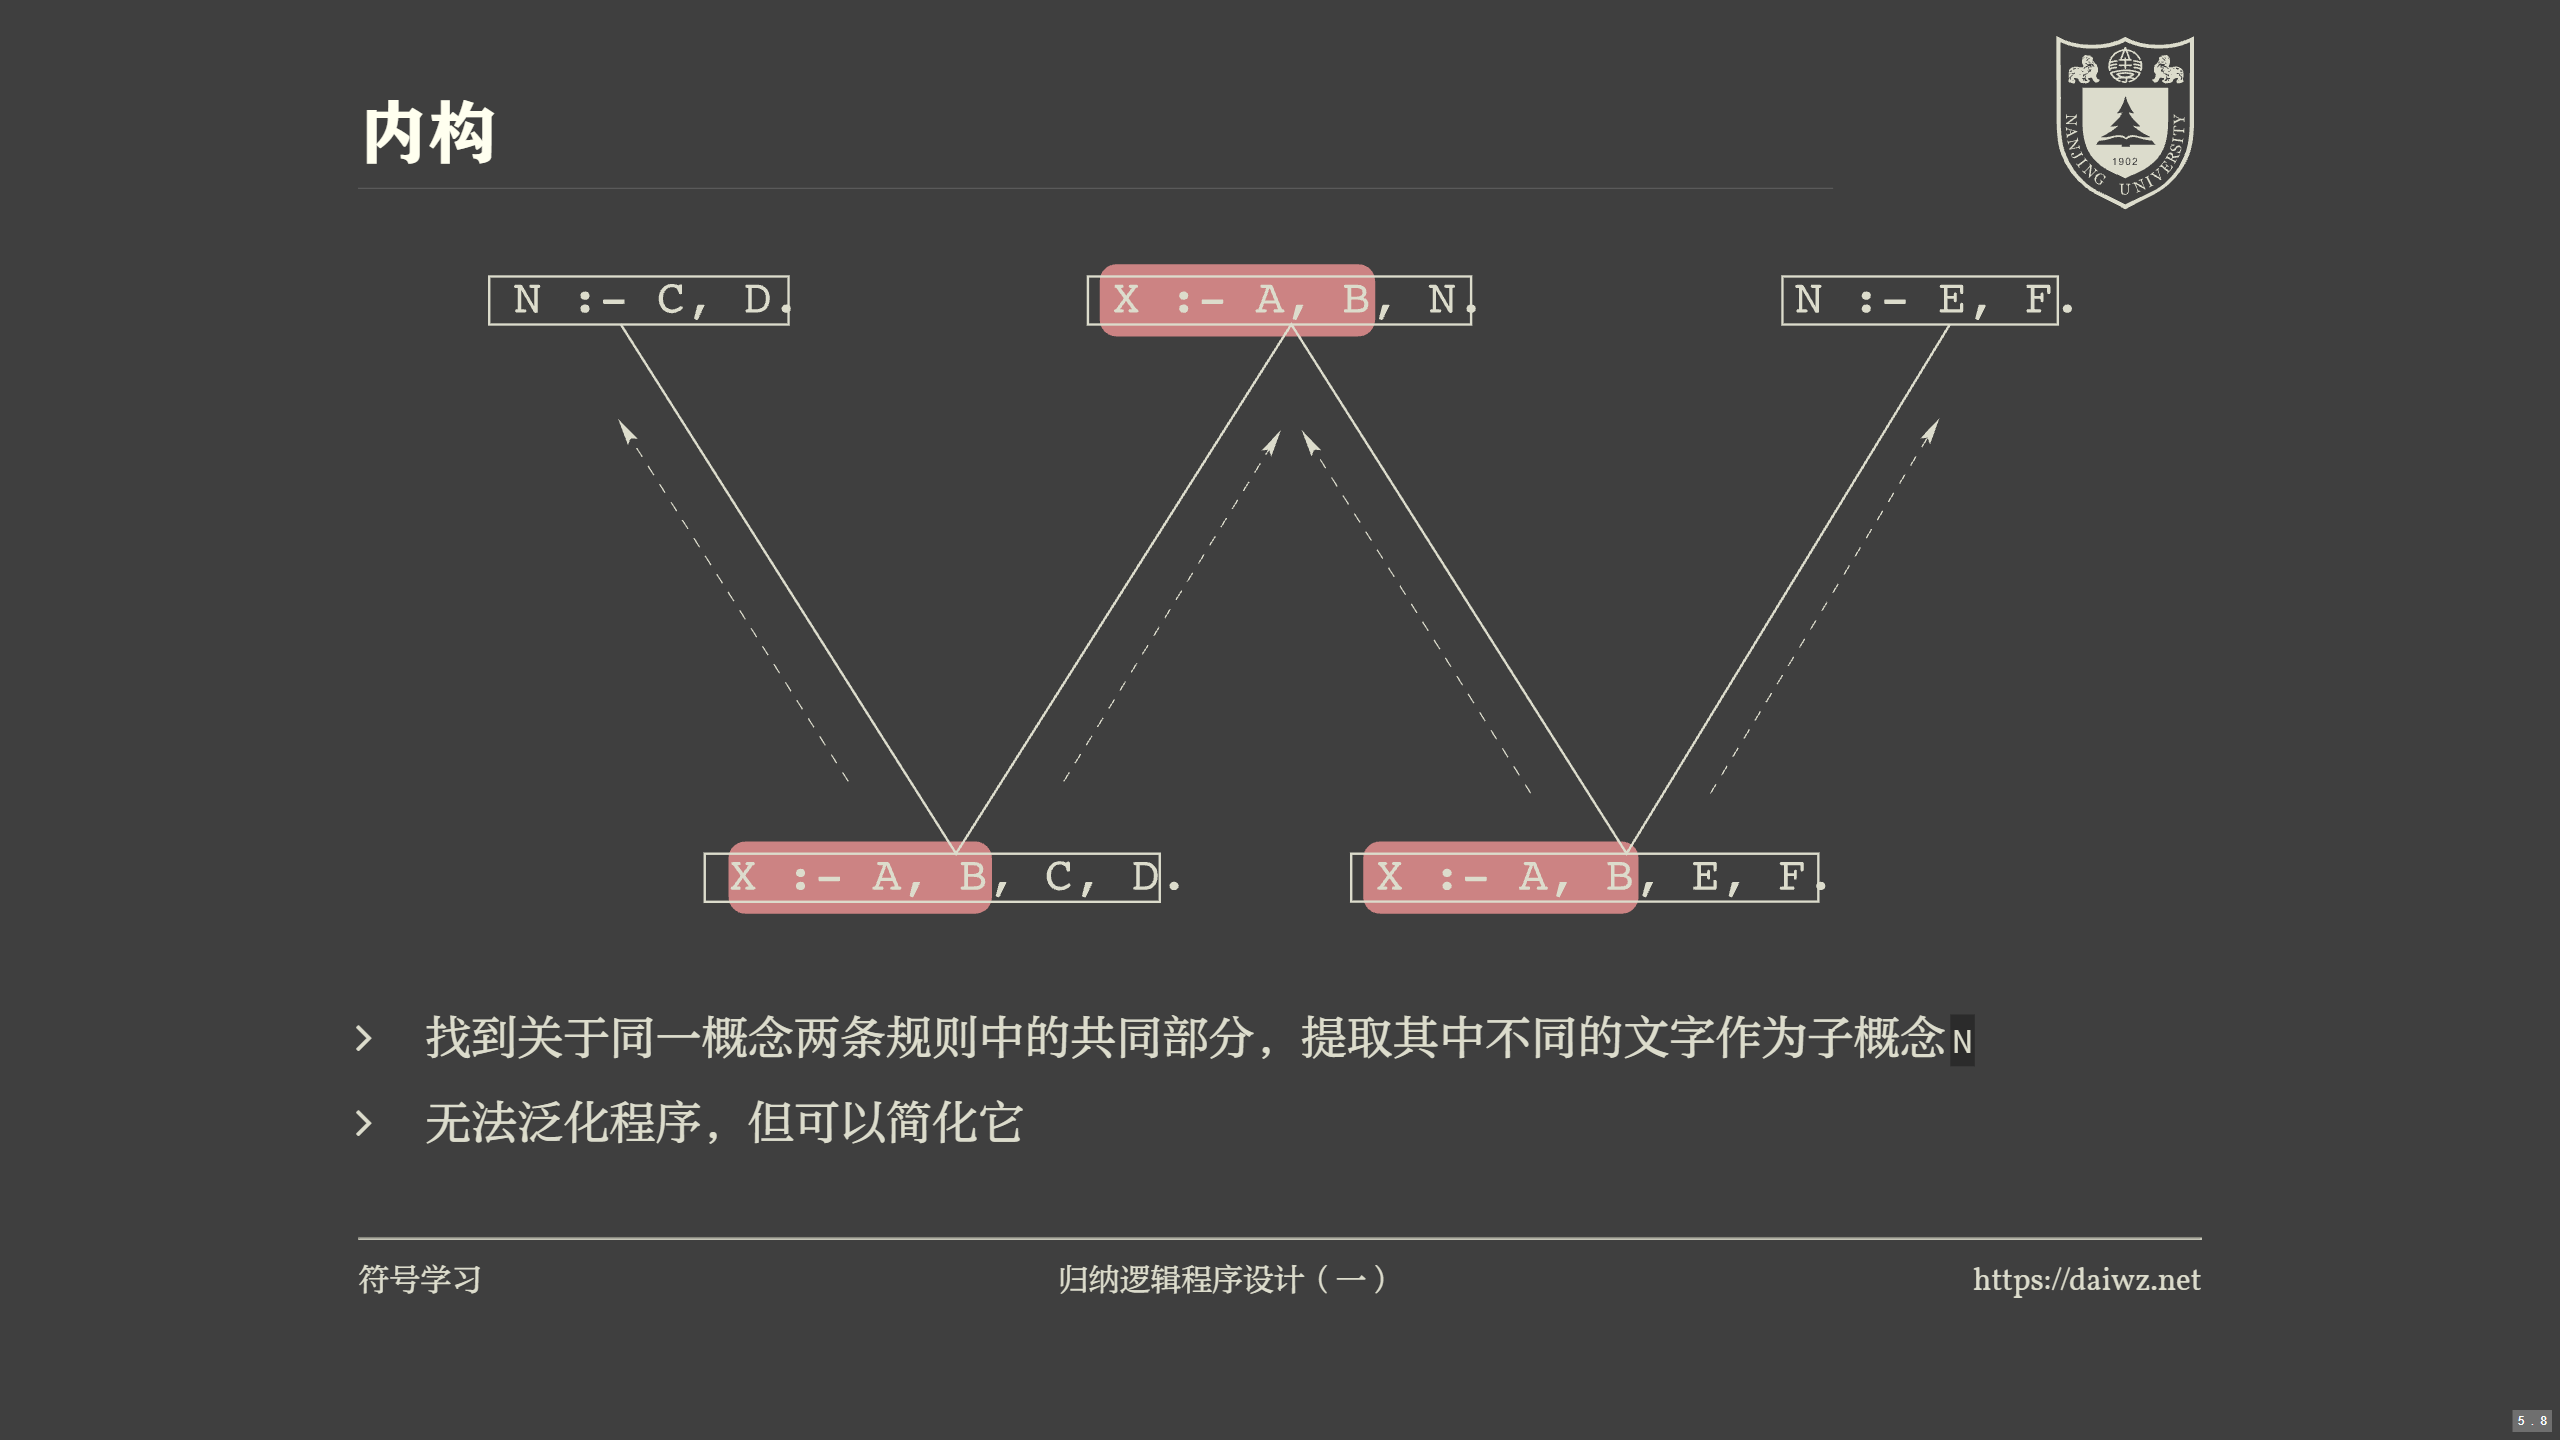 内构
NANJING UNIVERSITY
1902
N :- C, D.
X :- A, B, N.
N :- E, F.
X :- A, B, C, D.
X :- A, B, E, F.
找到关于同一概念两条规则中的共同部分，提取其中不同的文字作为子概念N
无法泛化程序，但可以简化它
符号学习
归纳逻辑程序设计（一）
https://daiwz.net
5.8